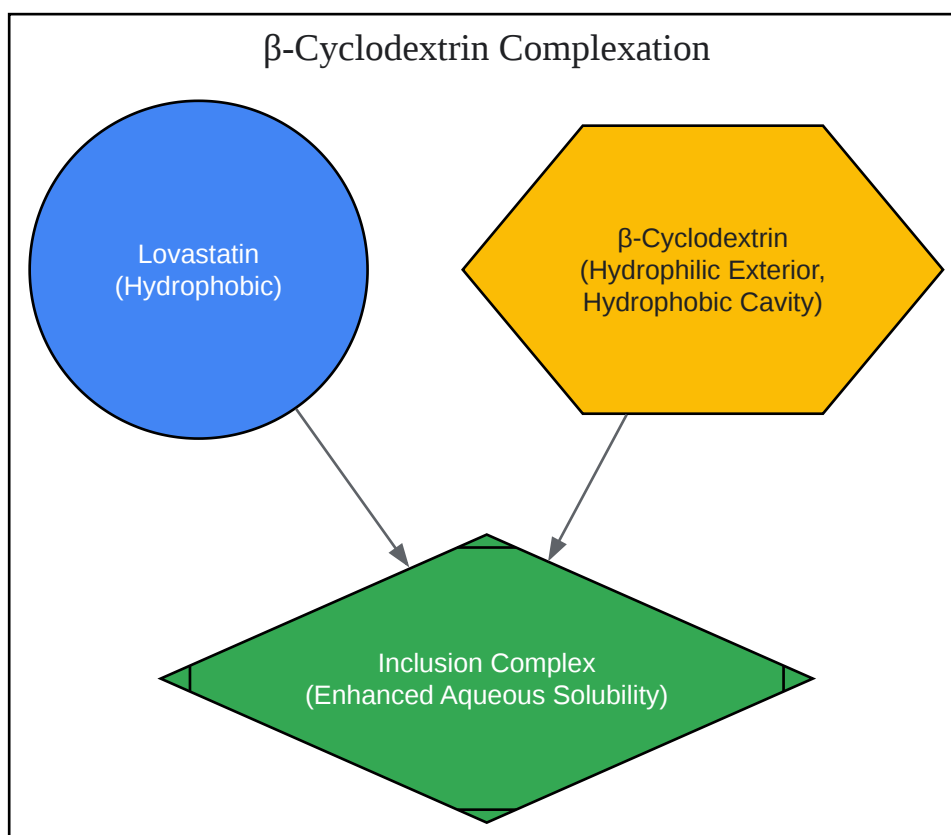 β-Cyclodextrin Complexation
Lovastatin
(Hydrophobic)
β-Cyclodextrin
(Hydrophilic Exterior,
Hydrophobic Cavity)
Inclusion Complex
(Enhanced Aqueous Solubility)